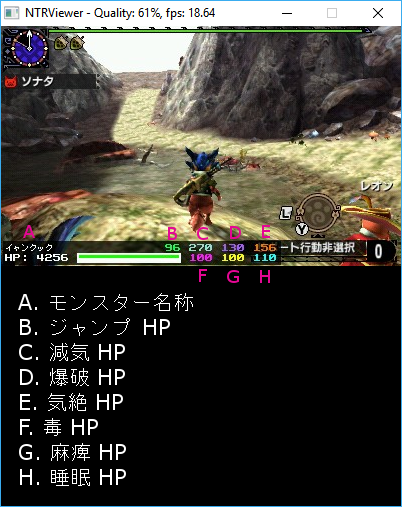 NTRViewer - Quality: 61%, fps: 18.64
ソナタ
レオン
L
Y
A B C D E
イャンクック 96 270 130 156 ート行動非選択 0
HP: 4256 100 100 110
F G H
A. モンスター名称
B. ジャンプ HP
C. 減気 HP
D. 爆破 HP
E. 気絶 HP
F. 毒 HP
G. 麻痺 HP
H. 睡眠 HP